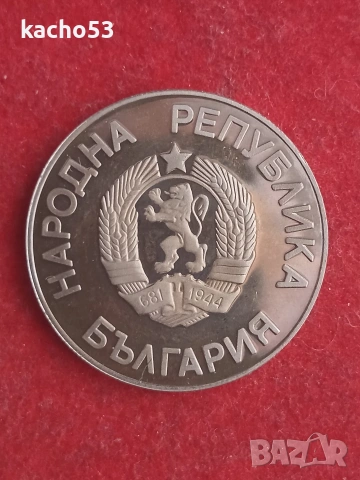 kacho53
НАРОДНА РЕПУБЛИКА
БЪЛГАРИЯ
681 1944
BAZAR